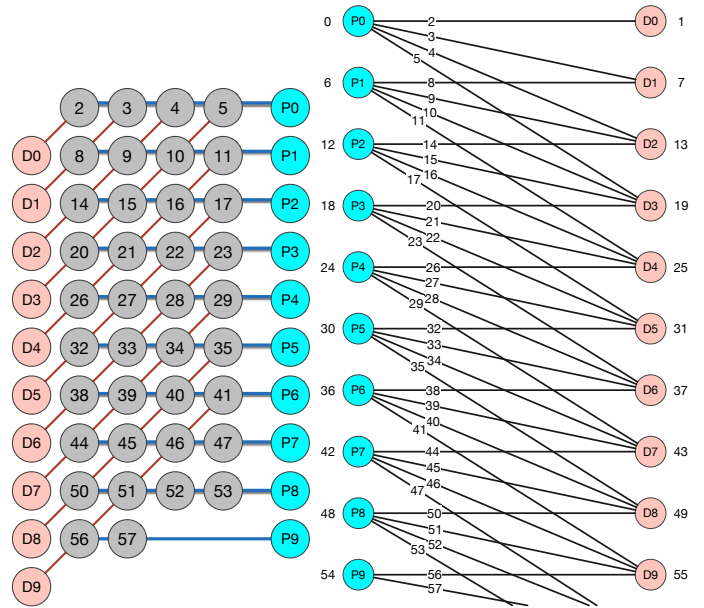 2 3 4 5 P0
D0 8 9 10 11 P1
D1 14 15 16 17 P2
D2 20 21 22 23 P3
D3 26 27 28 29 P4
D4 32 33 34 35 P5
D5 38 39 40 41 P6
D6 44 45 46 47 P7
D7 50 51 52 53 P8
D8 56 57 P9
D9
0 P0 2 D0 1
3
4
5
6 P1 8 D1 7
9
10
11
12 P2 14 D2 13
15
16
17
18 P3 20 D3 19
21
22
23
24 P4 26 D4 25
27
28
29
30 P5 32 D5 31
33
34
35
36 P6 38 D6 37
39
40
41
42 P7 44 D7 43
45
46
47
48 P8 50 D8 49
51
52
53
54 P9 56 D9 55
57